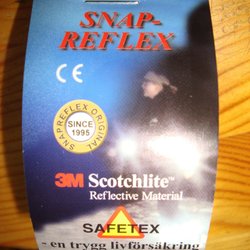 SNAP-
REFLEX
CE
SNAPREFLEX ORIGINAL
SINCE
1995
3M Scotchlite™
Reflective Material
SAFETEX
- en trygg livförsäkring